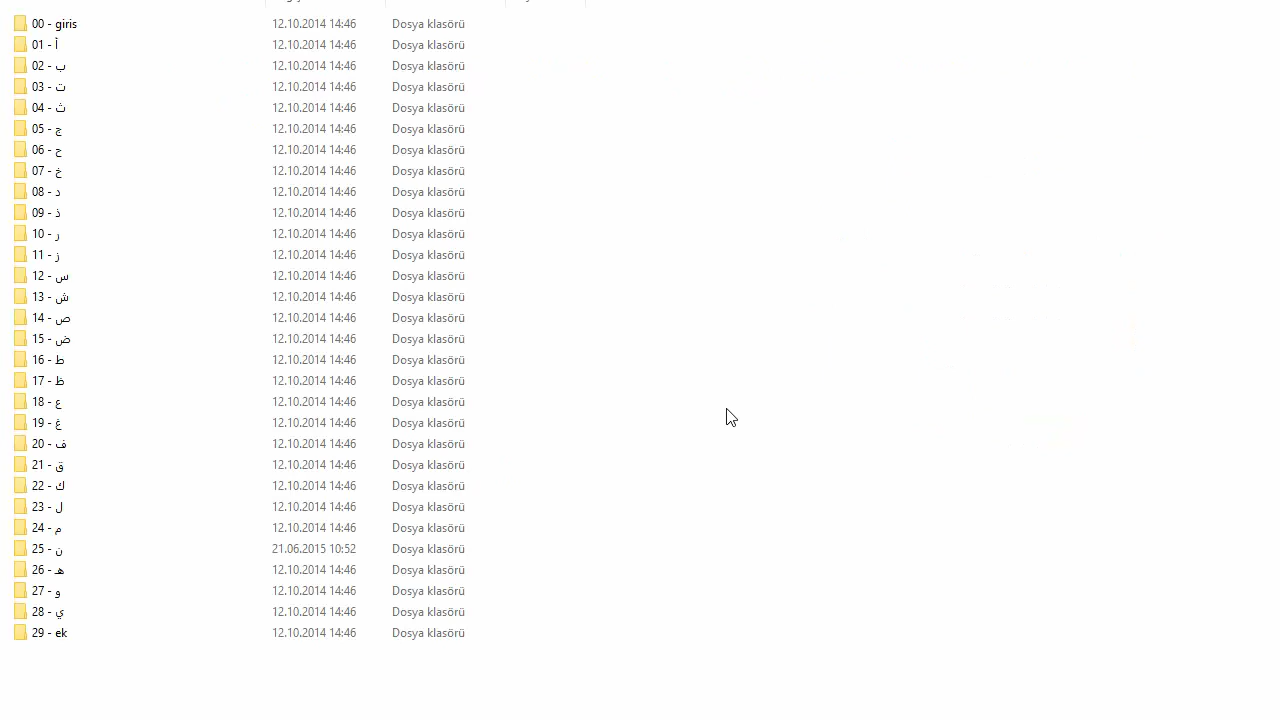 00 - giris 12.10.2014 14:46 Dosya klasörü
01 - أ 12.10.2014 14:46 Dosya klasörü
02 - ب 12.10.2014 14:46 Dosya klasörü
03 - ت 12.10.2014 14:46 Dosya klasörü
04 - ث 12.10.2014 14:46 Dosya klasörü
05 - ج 12.10.2014 14:46 Dosya klasörü
06 - ح 12.10.2014 14:46 Dosya klasörü
07 - خ 12.10.2014 14:46 Dosya klasörü
08 - د 12.10.2014 14:46 Dosya klasörü
09 - ذ 12.10.2014 14:46 Dosya klasörü
10 - ر 12.10.2014 14:46 Dosya klasörü
11 - ز 12.10.2014 14:46 Dosya klasörü
12 - س 12.10.2014 14:46 Dosya klasörü
13 - ش 12.10.2014 14:46 Dosya klasörü
14 - ص 12.10.2014 14:46 Dosya klasörü
15 - ض 12.10.2014 14:46 Dosya klasörü
16 - ط 12.10.2014 14:46 Dosya klasörü
17 - ظ 12.10.2014 14:46 Dosya klasörü
18 - ع 12.10.2014 14:46 Dosya klasörü
19 - غ 12.10.2014 14:46 Dosya klasörü
20 - ف 12.10.2014 14:46 Dosya klasörü
21 - ق 12.10.2014 14:46 Dosya klasörü
22 - ك 12.10.2014 14:46 Dosya klasörü
23 - ل 12.10.2014 14:46 Dosya klasörü
24 - م 12.10.2014 14:46 Dosya klasörü
25 - ن 21.06.2015 10:52 Dosya klasörü
26 - هـ 12.10.2014 14:46 Dosya klasörü
27 - و 12.10.2014 14:46 Dosya klasörü
28 - ي 12.10.2014 14:46 Dosya klasörü
29 - ek 12.10.2014 14:46 Dosya klasörü